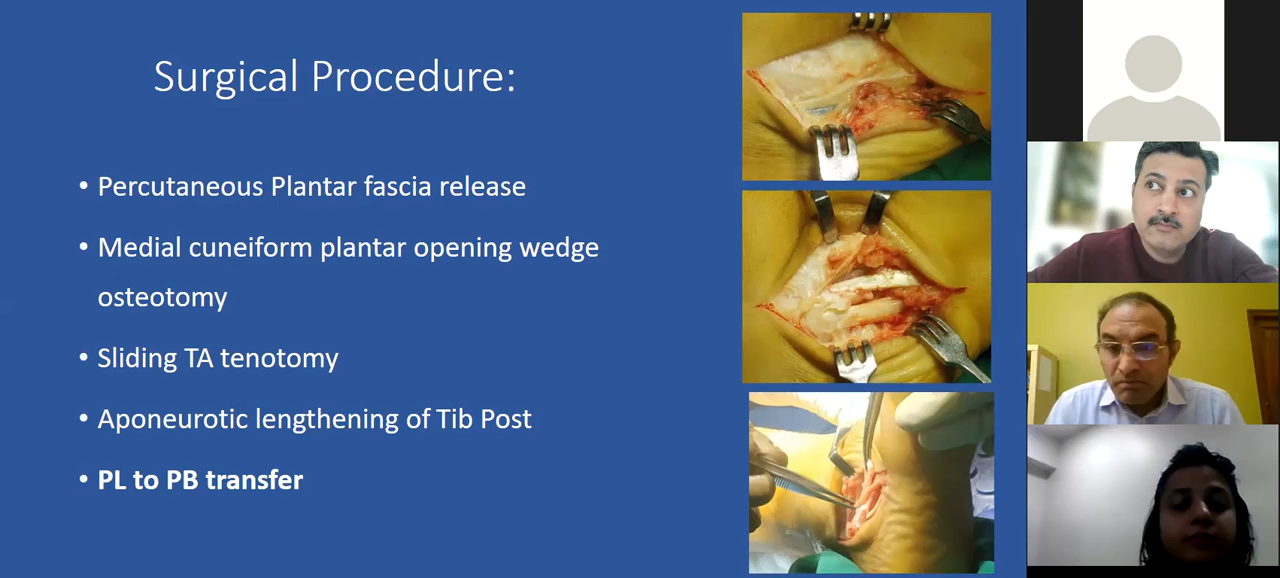 Surgical Procedure:
• Percutaneous Plantar fascia release
• Medial cuneiform plantar opening wedge
osteotomy
• Sliding TA tenotomy
• Aponeurotic lengthening of Tib Post
• PL to PB transfer